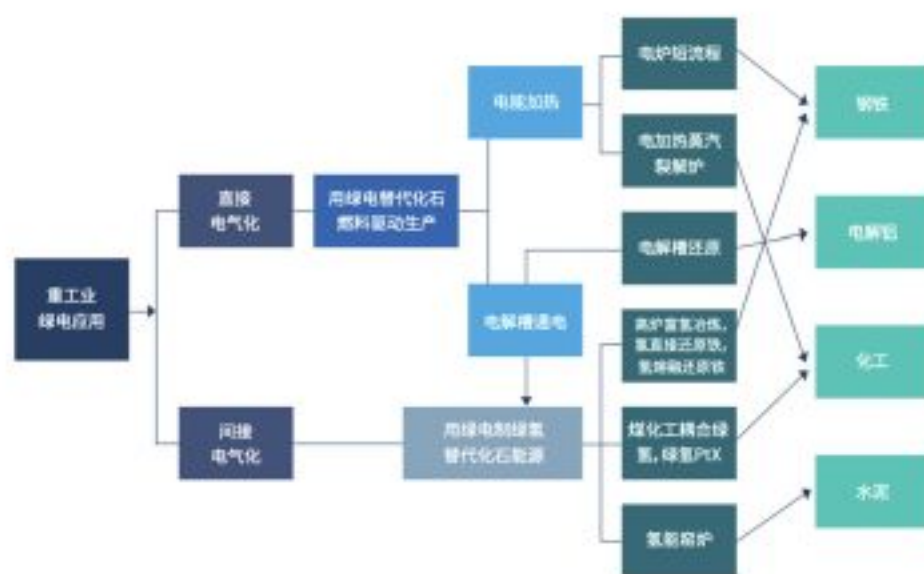 重工业
绿电应用
直接
电气化
间接
电气化
用绿电替代化石
燃料驱动生产
电能加热
电解槽通电
用绿电制绿氢
替代化石能源
电炉短流程
电加热蒸汽
裂解炉
电解槽还原
高炉富氢冶炼,
氢直接还原铁,
氢熔融还原铁
煤化工耦合绿
氢,绿氢PtX
氢能窑炉
钢铁
电解铝
化工
水泥